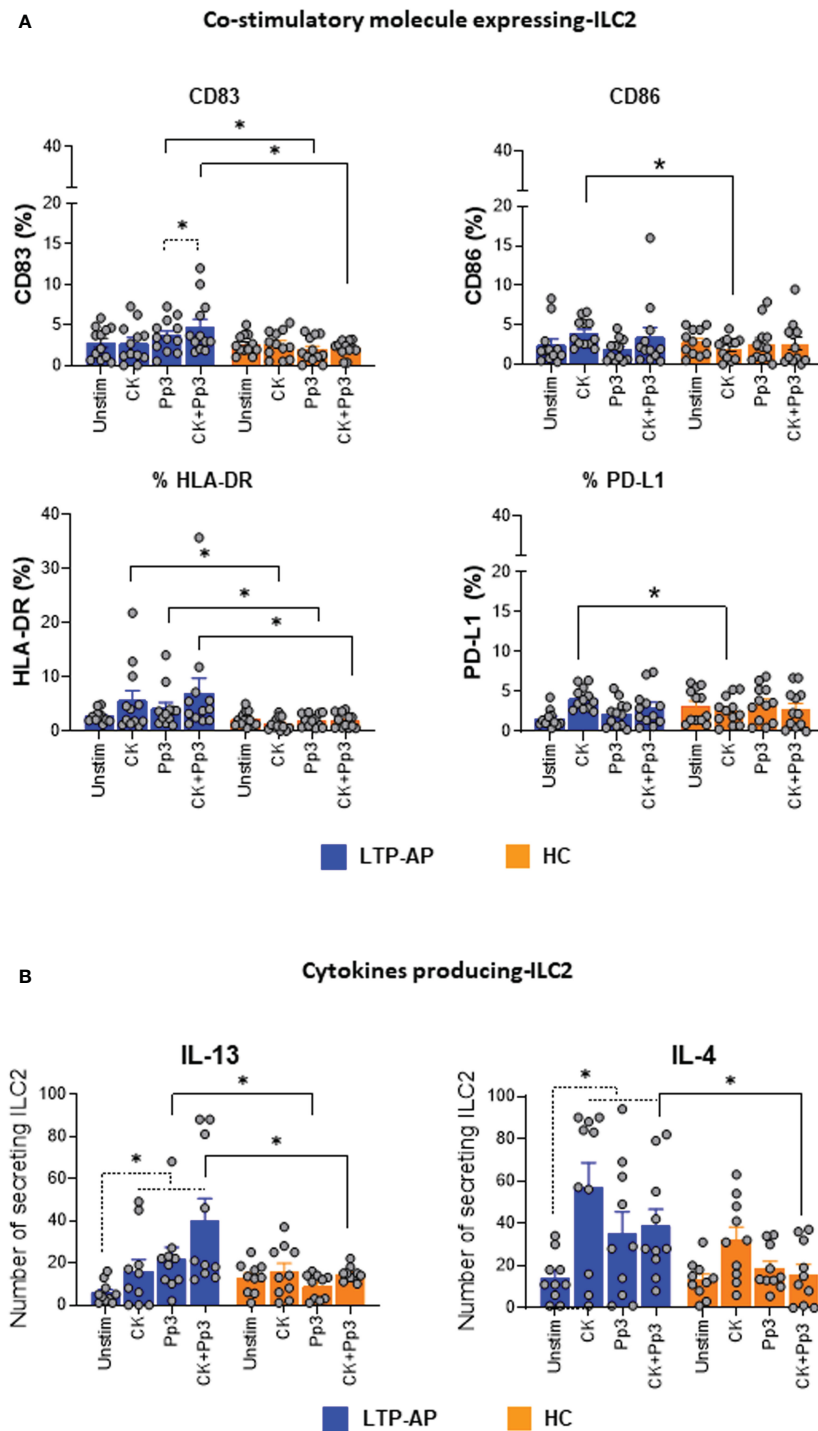 A
Co-stimulatory molecule expressing-ILC2
CD83
CD83 (%)
40
20
15
10
5
0
*
*
*
Unstim
CK
Pp3
CK+Pp3
Unstim
CK
Pp3
CK+Pp3
CD86
CD86 (%)
40
20
15
10
5
0
*
Unstim
CK
Pp3
CK+Pp3
Unstim
CK
Pp3
CK+Pp3
% HLA-DR
HLA-DR (%)
40
30
20
10
0
*
*
*
Unstim
CK
Pp3
CK+Pp3
Unstim
CK
Pp3
CK+Pp3
% PD-L1
PD-L1 (%)
40
20
15
10
5
0
*
Ustim
CK
Pp3
CK+Pp3
Unstim
CK
Pp3
CK+Pp3
LTP-AP
HC
B
Cytokines producing-ILC2
IL-13
Number of secreting ILC2
100
80
60
40
20
0
*
*
*
Unstim
CK
Pp3
CK+Pp3
Unstim
CK
Pp3
CK+Pp3
IL-4
Number of secreting ILC2
100
80
60
40
20
0
*
*
Unstim
CK
Pp3
CK+Pp3
Unstim
CK
Pp3
CK+Pp3
LTP-AP
HC